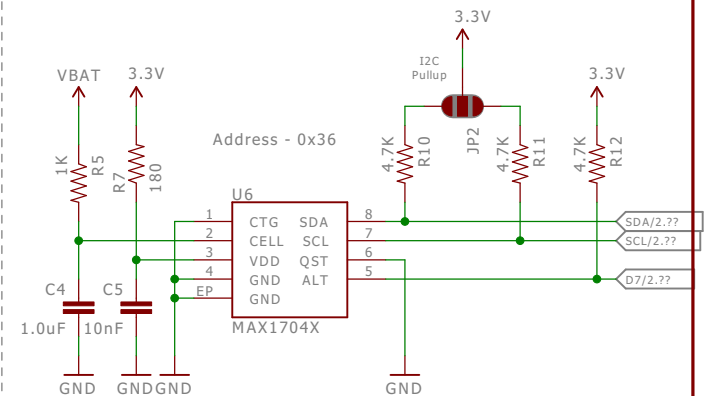 3.3V
I2C
Pullup
VBAT
3.3V
3.3V
Address - 0x36
JP2
1K
R5
R7
180
4.7K
R10
4.7K
R11
4.7K
R12
U6
1 CTG SDA 8
2 CELL SCL 7
3 VDD QST 6
4 GND ALT 5
EP GND
MAX1704X
SDA/2.??
SCL/2.??
D7/2.??
C4
C5
1.0uF
10nF
GND
GND
GND
GND